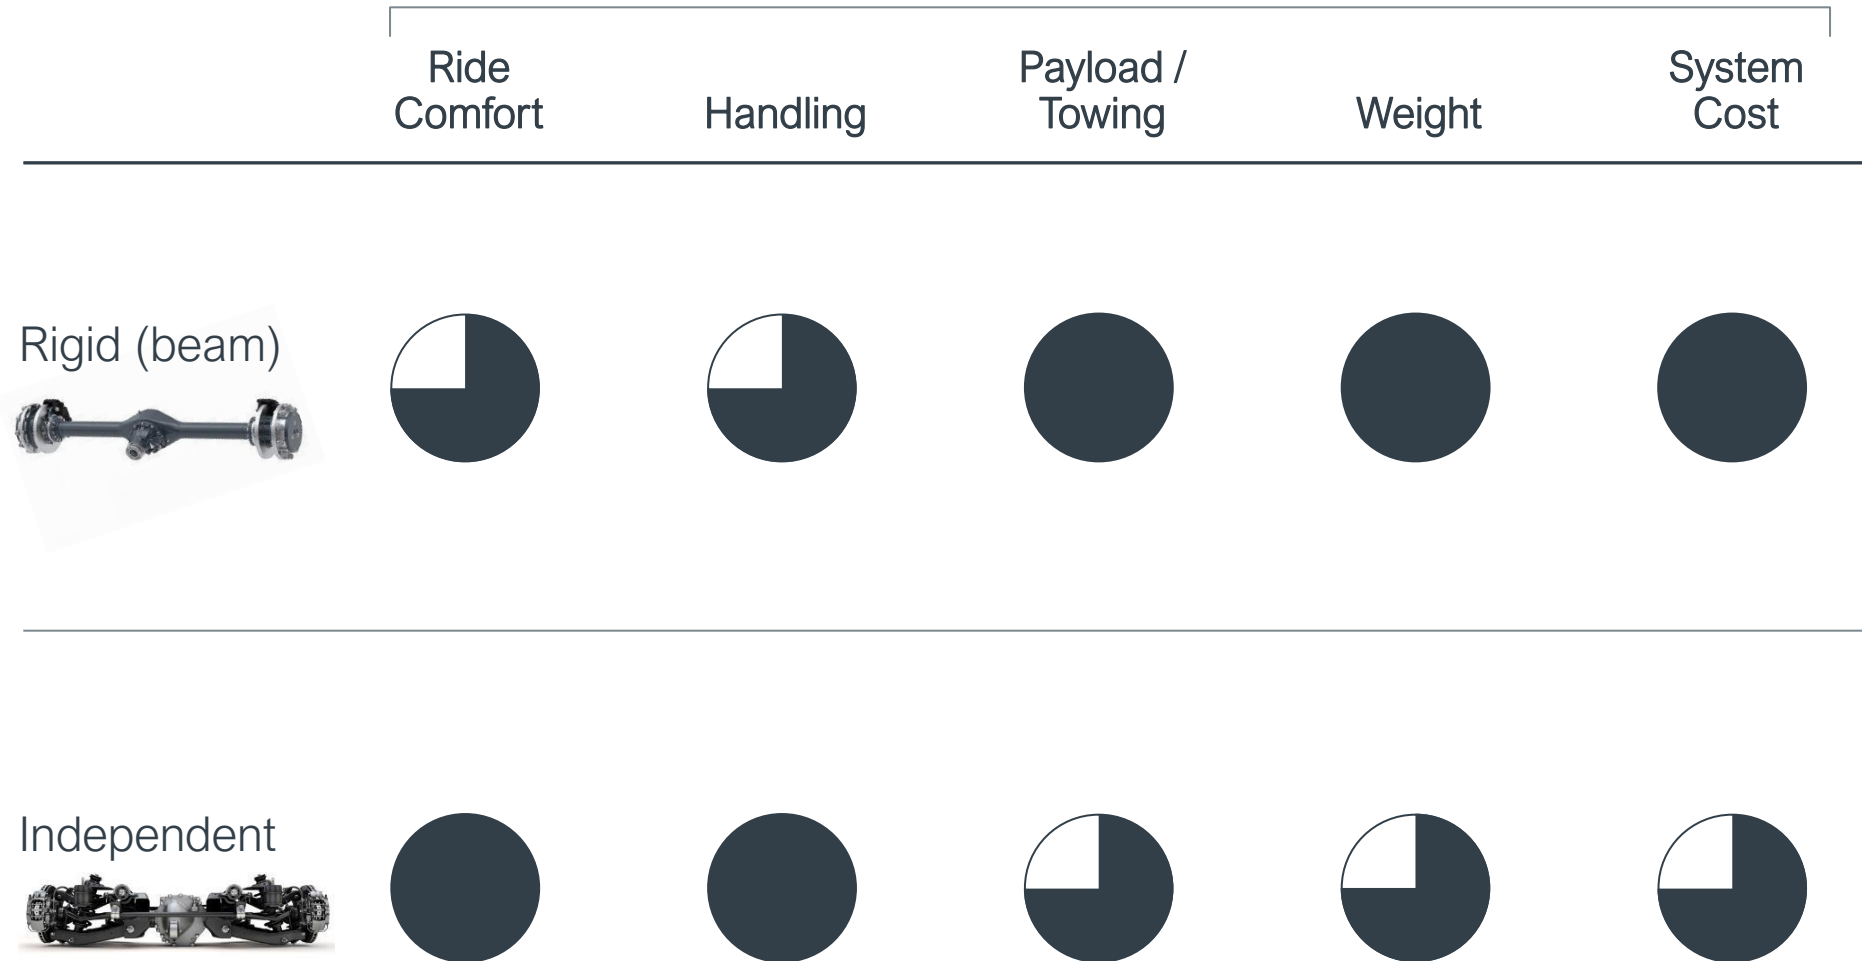 Ride
Comfort
Handling
Payload /
Towing
Weight
System
Cost
Rigid (beam)
Independent